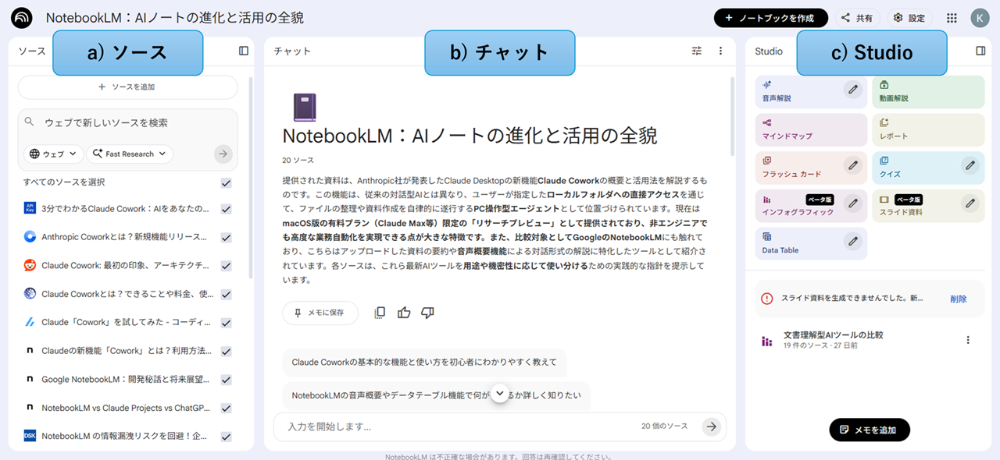 NotebookLM：AIノートの進化と活用の全貌
＋ ノートブックを作成
共有
設定
K
ソース
a) ソース
＋ ソースを追加
ウェブで新しいソースを検索
ウェブ
Fast Research
すべてのソースを選択
API Key
3分でわかるClaude Cowork：AIをあなたの...
Anthropic Coworkとは？新規機能リリース...
Claude Cowork: 最初の印象、アーキテクチ...
Claude Coworkとは？できることや料金、使...
Claude「Cowork」を試してみた - コーディ...
n
Claudeの新機能「Cowork」とは？利用方法...
n
Google NotebookLM：開発秘話と将来展望...
n
NotebookLM vs Claude Projects vs ChatGP...
DSK
NotebookLM の情報漏洩リスクを回避！企...
チャット
b) チャット
NotebookLM：AIノートの進化と活用の全貌
20 ソース
提供された資料は、Anthropic社が発表したClaude Desktopの新機能Claude Coworkの概要と活用法を解説するも
のです。この機能は、従来の対話型AIとは異なり、ユーザーが指定したローカルフォルダへの直接アクセスを通じ
て、ファイルの整理や資料作成を自律的に遂行するPC操作型エージェントとして位置づけられています。現在は
macOS版の有料プラン（Claude Max等）限定の「リサーチプレビュー」として提供されており、非エンジニアで
も高度な業務自動化を実現できる点が大きな特徴です。また、比較対象としてGoogleのNotebookLMにも触れて
おり、こちらはアップロードした資料の要約や音声概要機能による対話形式の解説に特化したツールとして紹介さ
れています。各ソースは、これら最新AIツールを用途や機密性に応じて使い分けるための実践的な指針を提示して
います。
メモに保存
Claude Coworkの基本的な機能と使い方を初心者にわかりやすく教えて
NotebookLMの音声概要やデータテーブル機能で何が るか詳しく知りたい
入力を開始します...
20 個のソース
NotebookLM は不正確な場合があります。回答は再確認してください。
Studio
c) Studio
音声解説
動画解説
マインドマップ
レポート
フラッシュ カード
クイズ
ベータ版
インフォグラフィック
ベータ版
スライド資料
Data Table
スライド資料を生成できませんでした。新...
削除
文書理解型AIツールの比較
19 件のソース · 27 日前
メモを追加